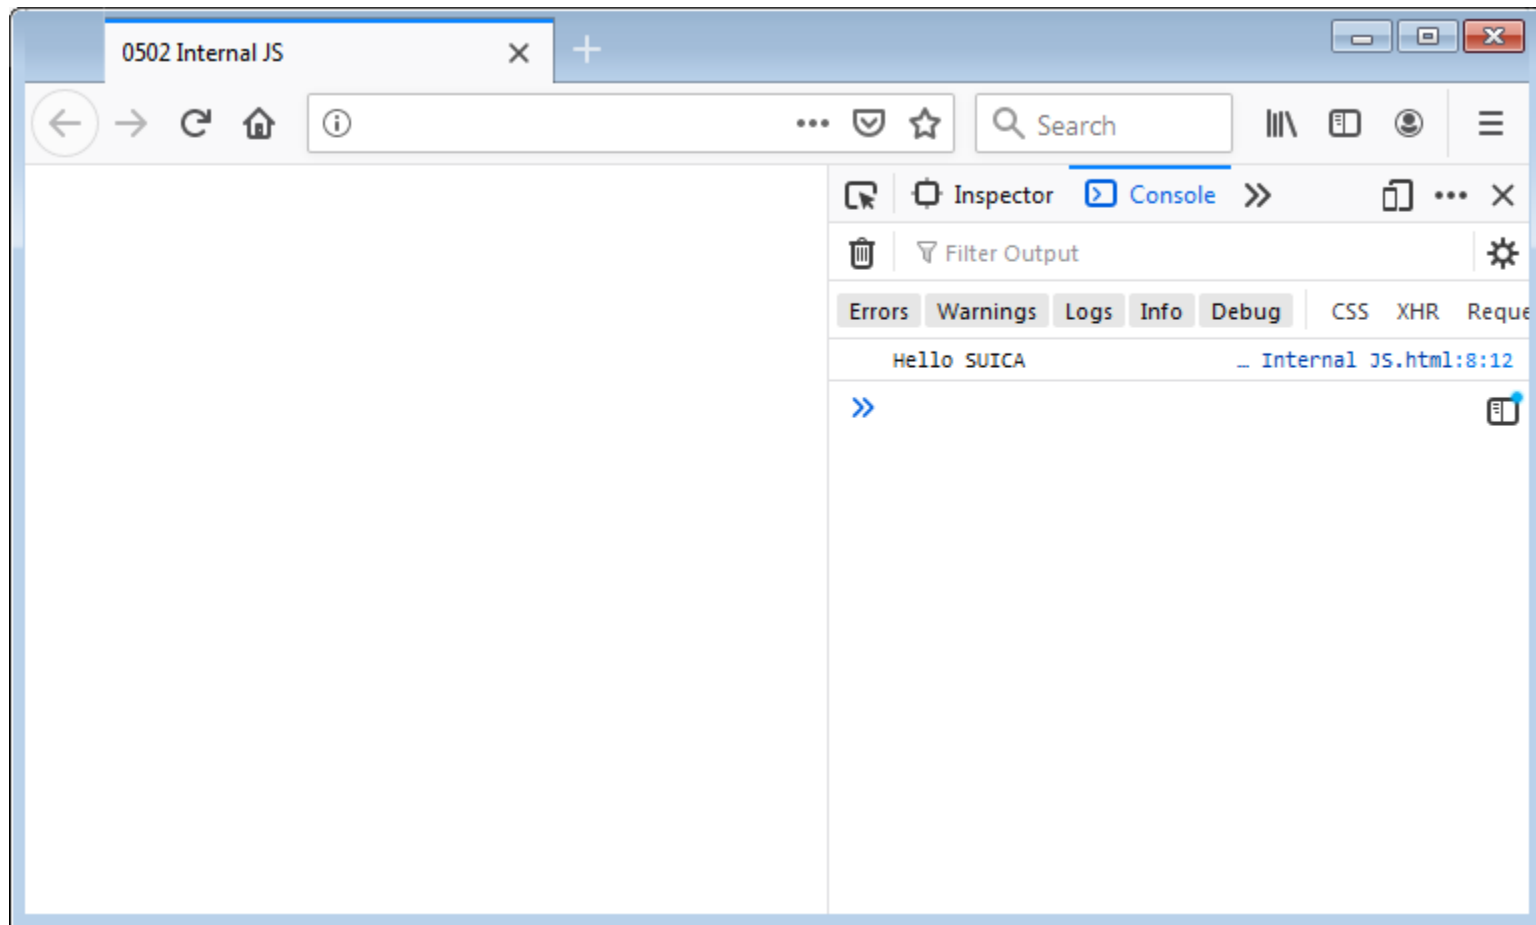 0502 Internal JS
Search
Inspector Console
Filter Output
Errors Warnings Logs Info Debug CSS XHR Reque
Hello SUICA … Internal JS.html:8:12